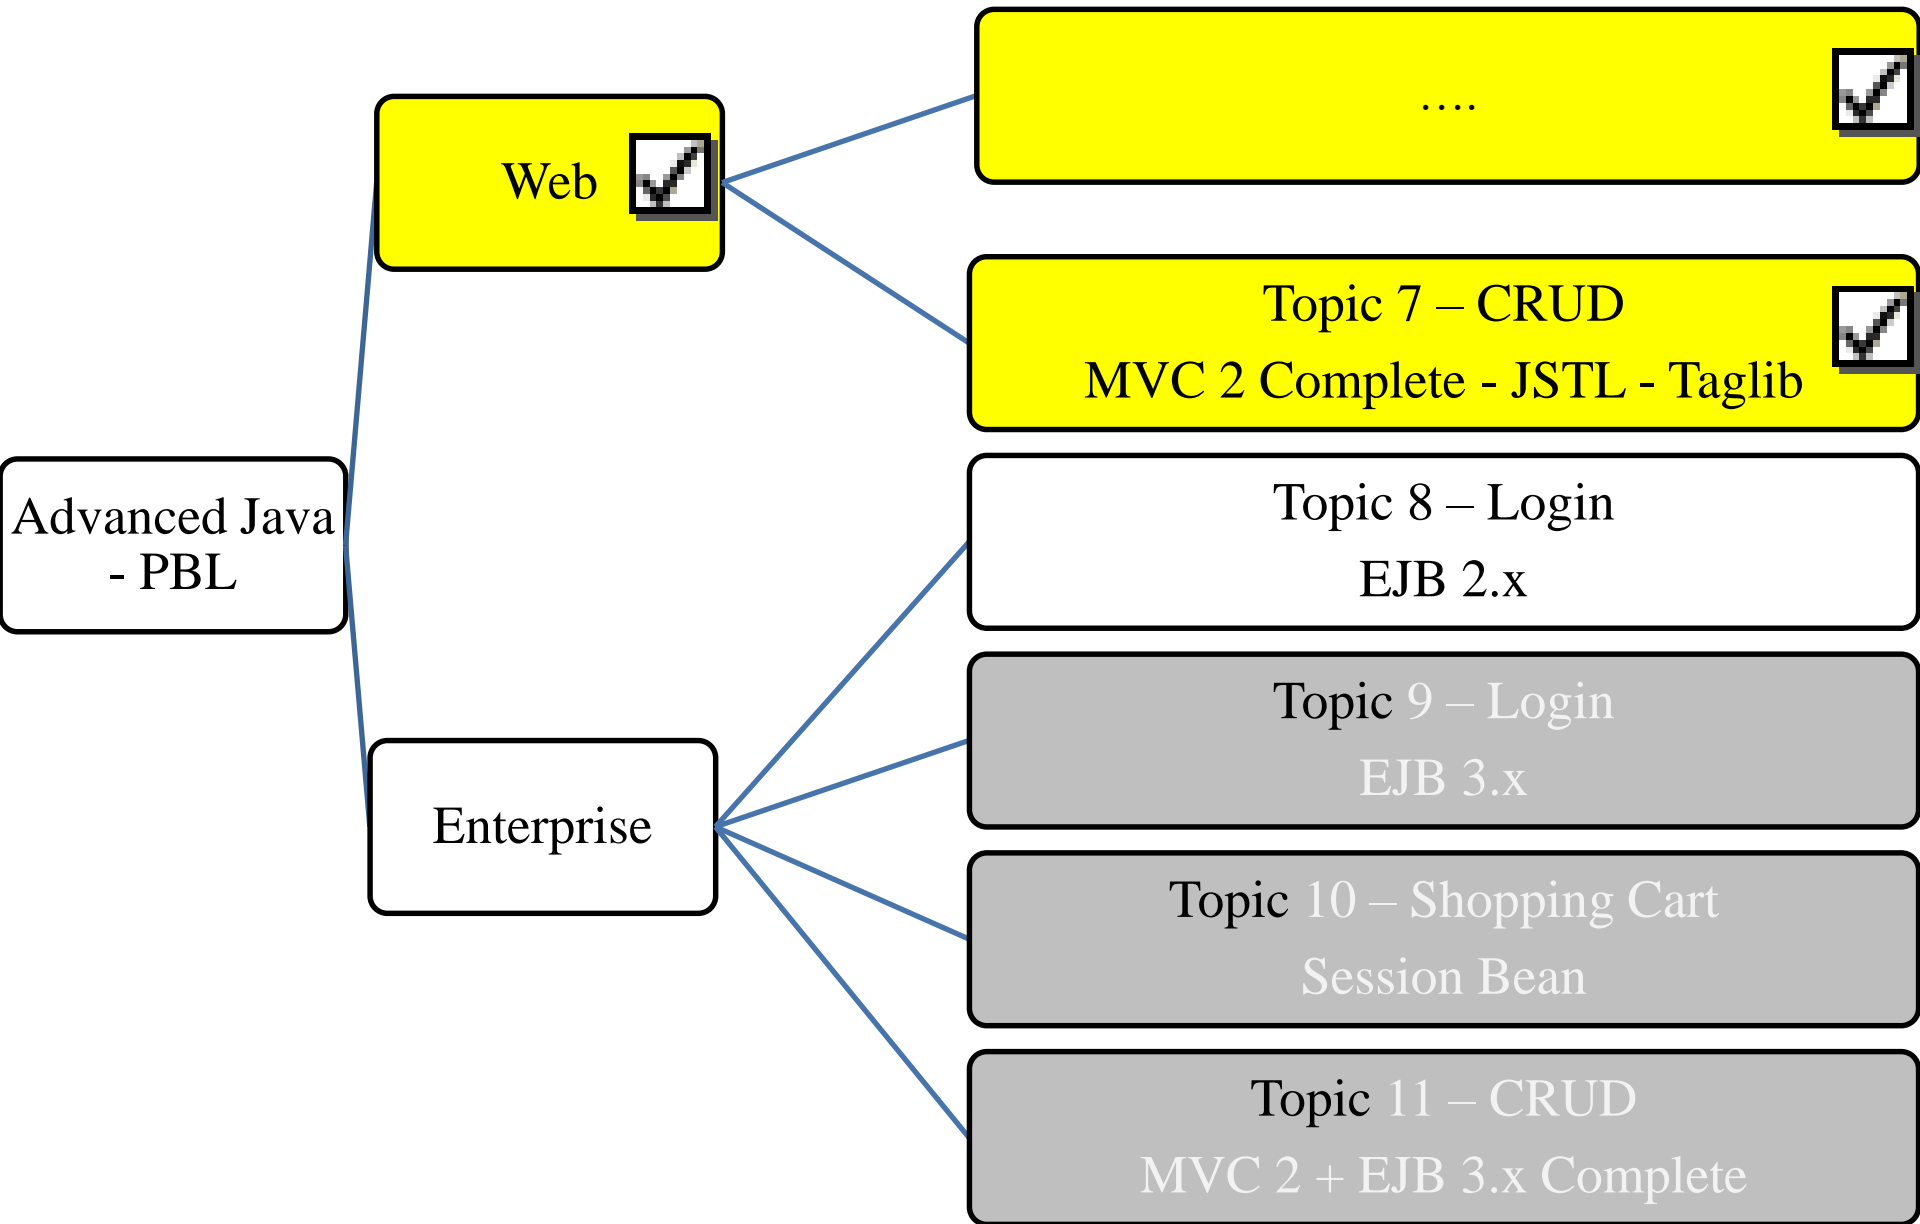 Advanced Java
- PBL
Web
….
Topic 7 – CRUD
MVC 2 Complete - JSTL - Taglib
Enterprise
Topic 8 – Login
EJB 2.x
Topic 9 – Login
EJB 3.x
Topic 10 – Shopping Cart
Session Bean
Topic 11 – CRUD
MVC 2 + EJB 3.x Complete